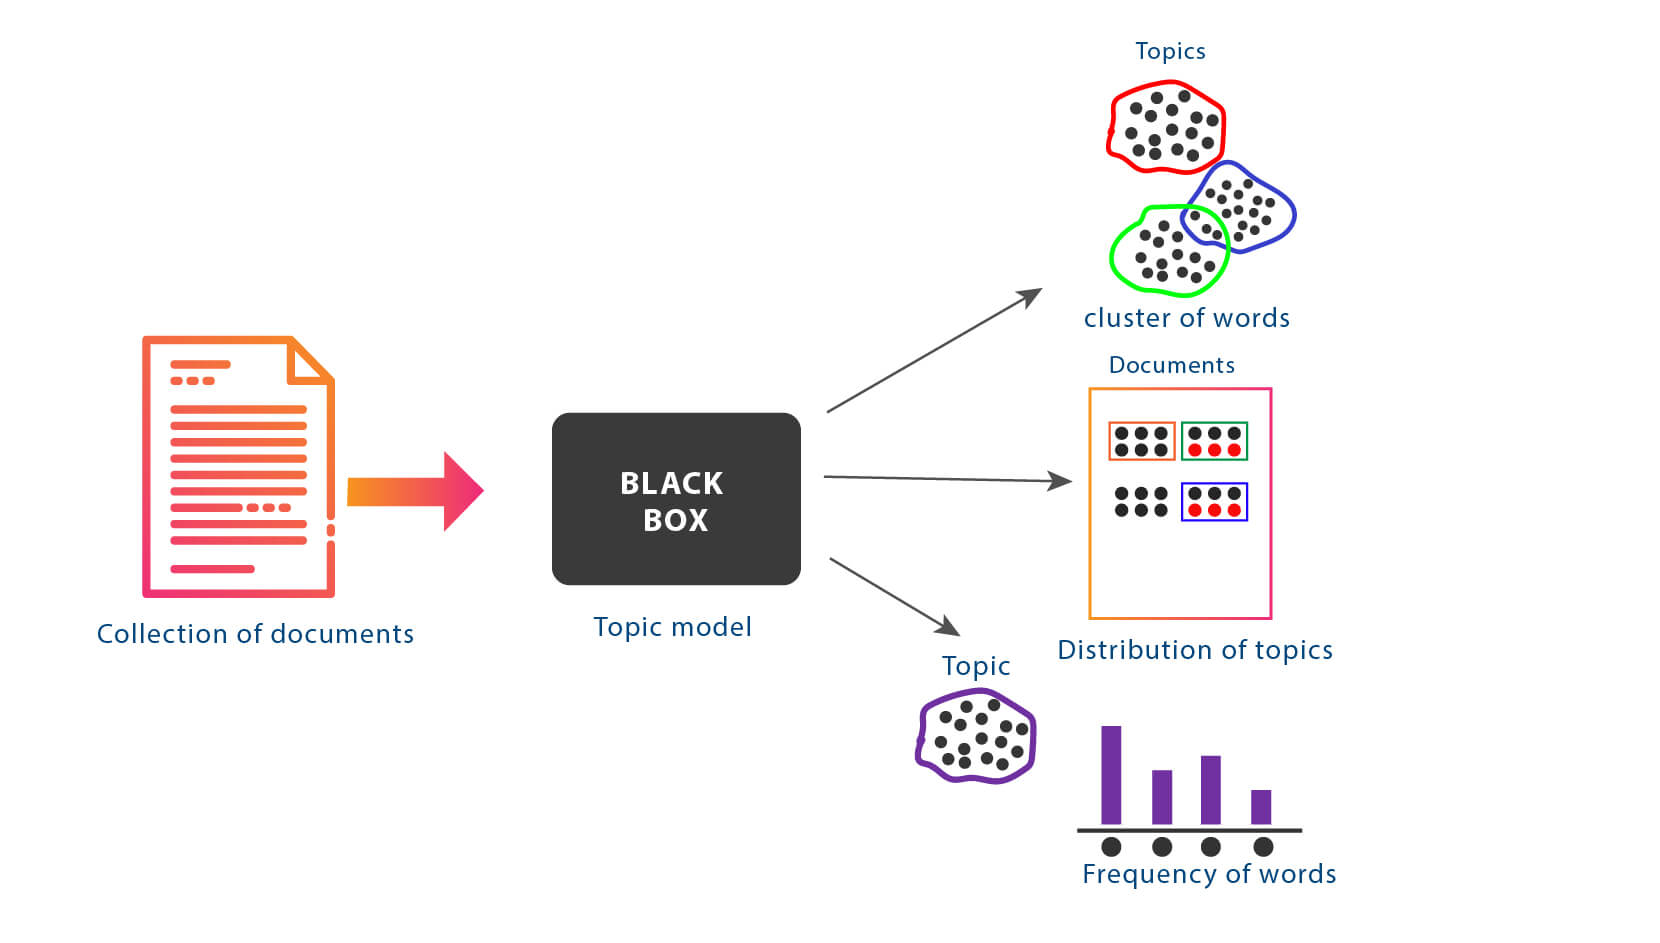 Collection of documents
BLACK
BOX
Topic model
Topics
cluster of words
Documents
Distribution of topics
Topic
Frequency of words